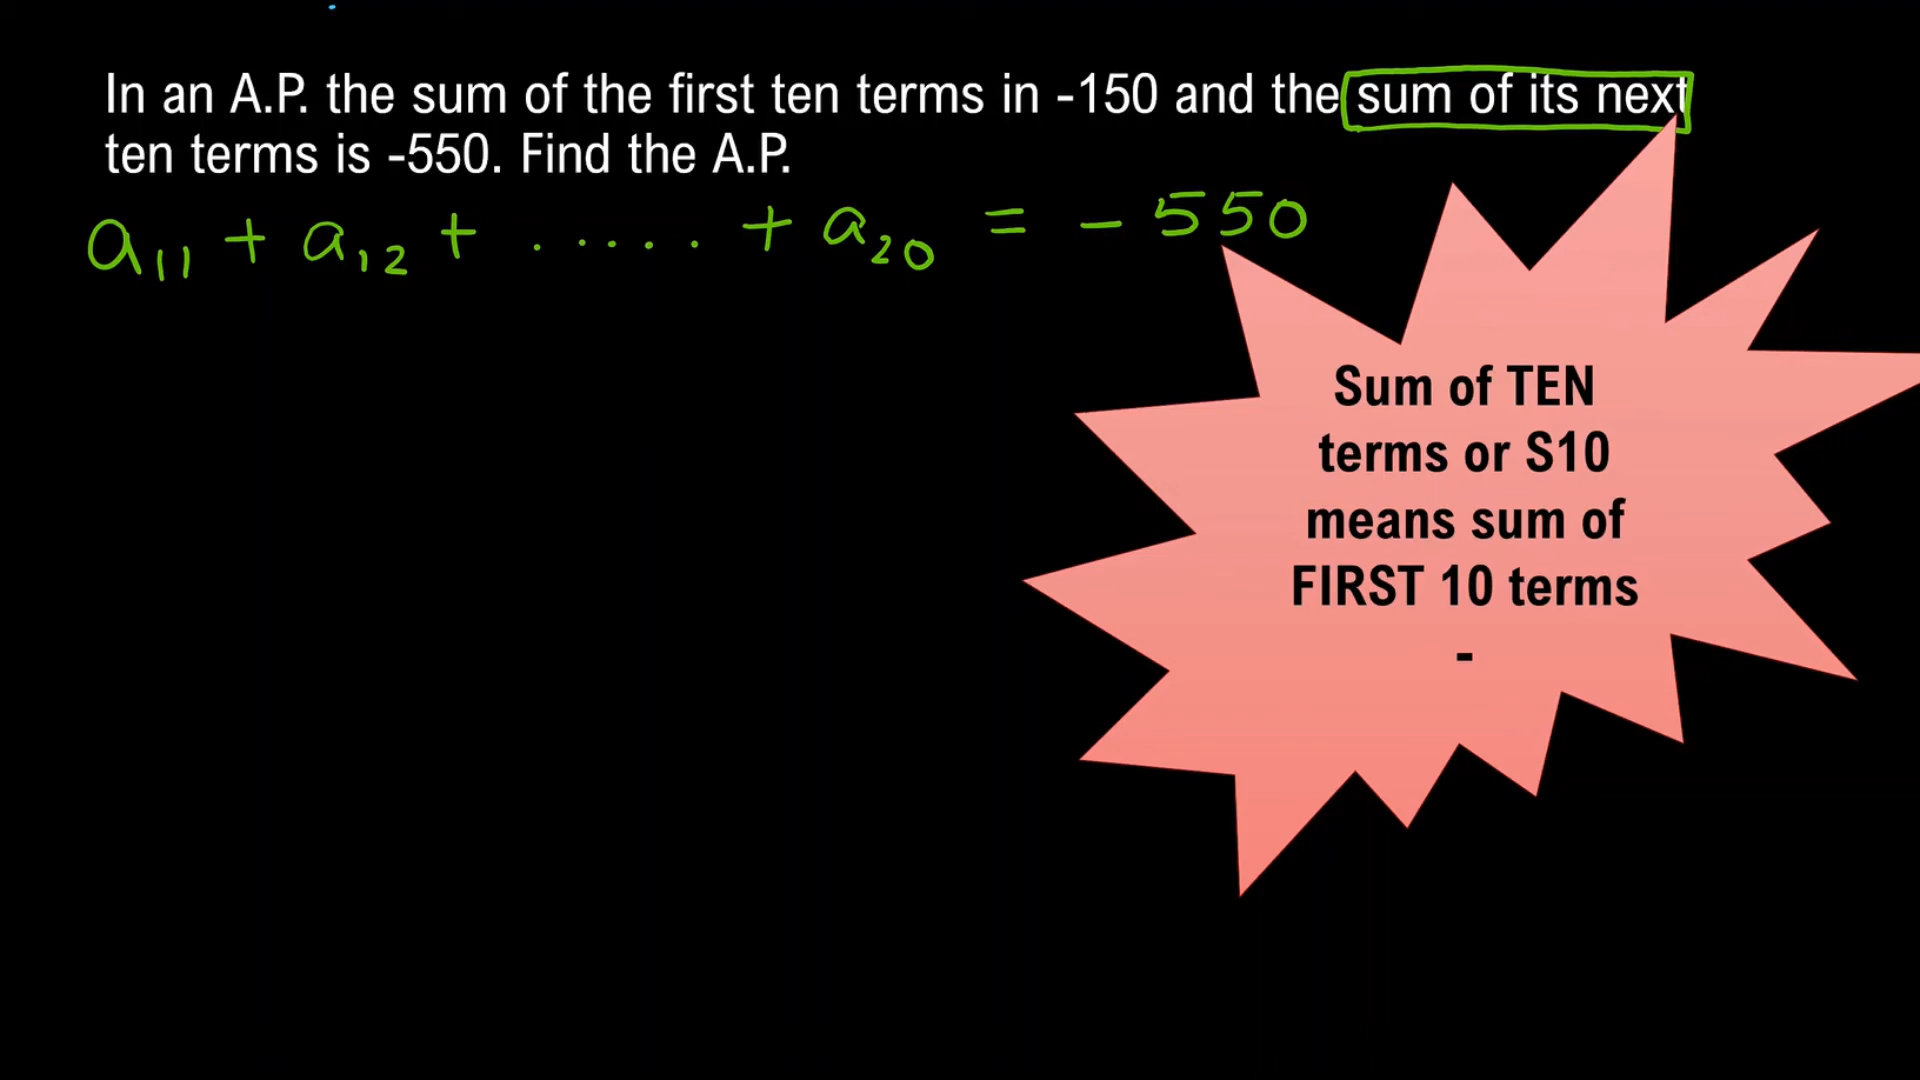 In an A.P. the sum of the first ten terms in -150 and the sum of its next
ten terms is -550. Find the A.P.
a₁₁ + a₁₂ + ..... + a₂₀ = - 550
Sum of TEN
terms or S10
means sum of
FIRST 10 terms
-